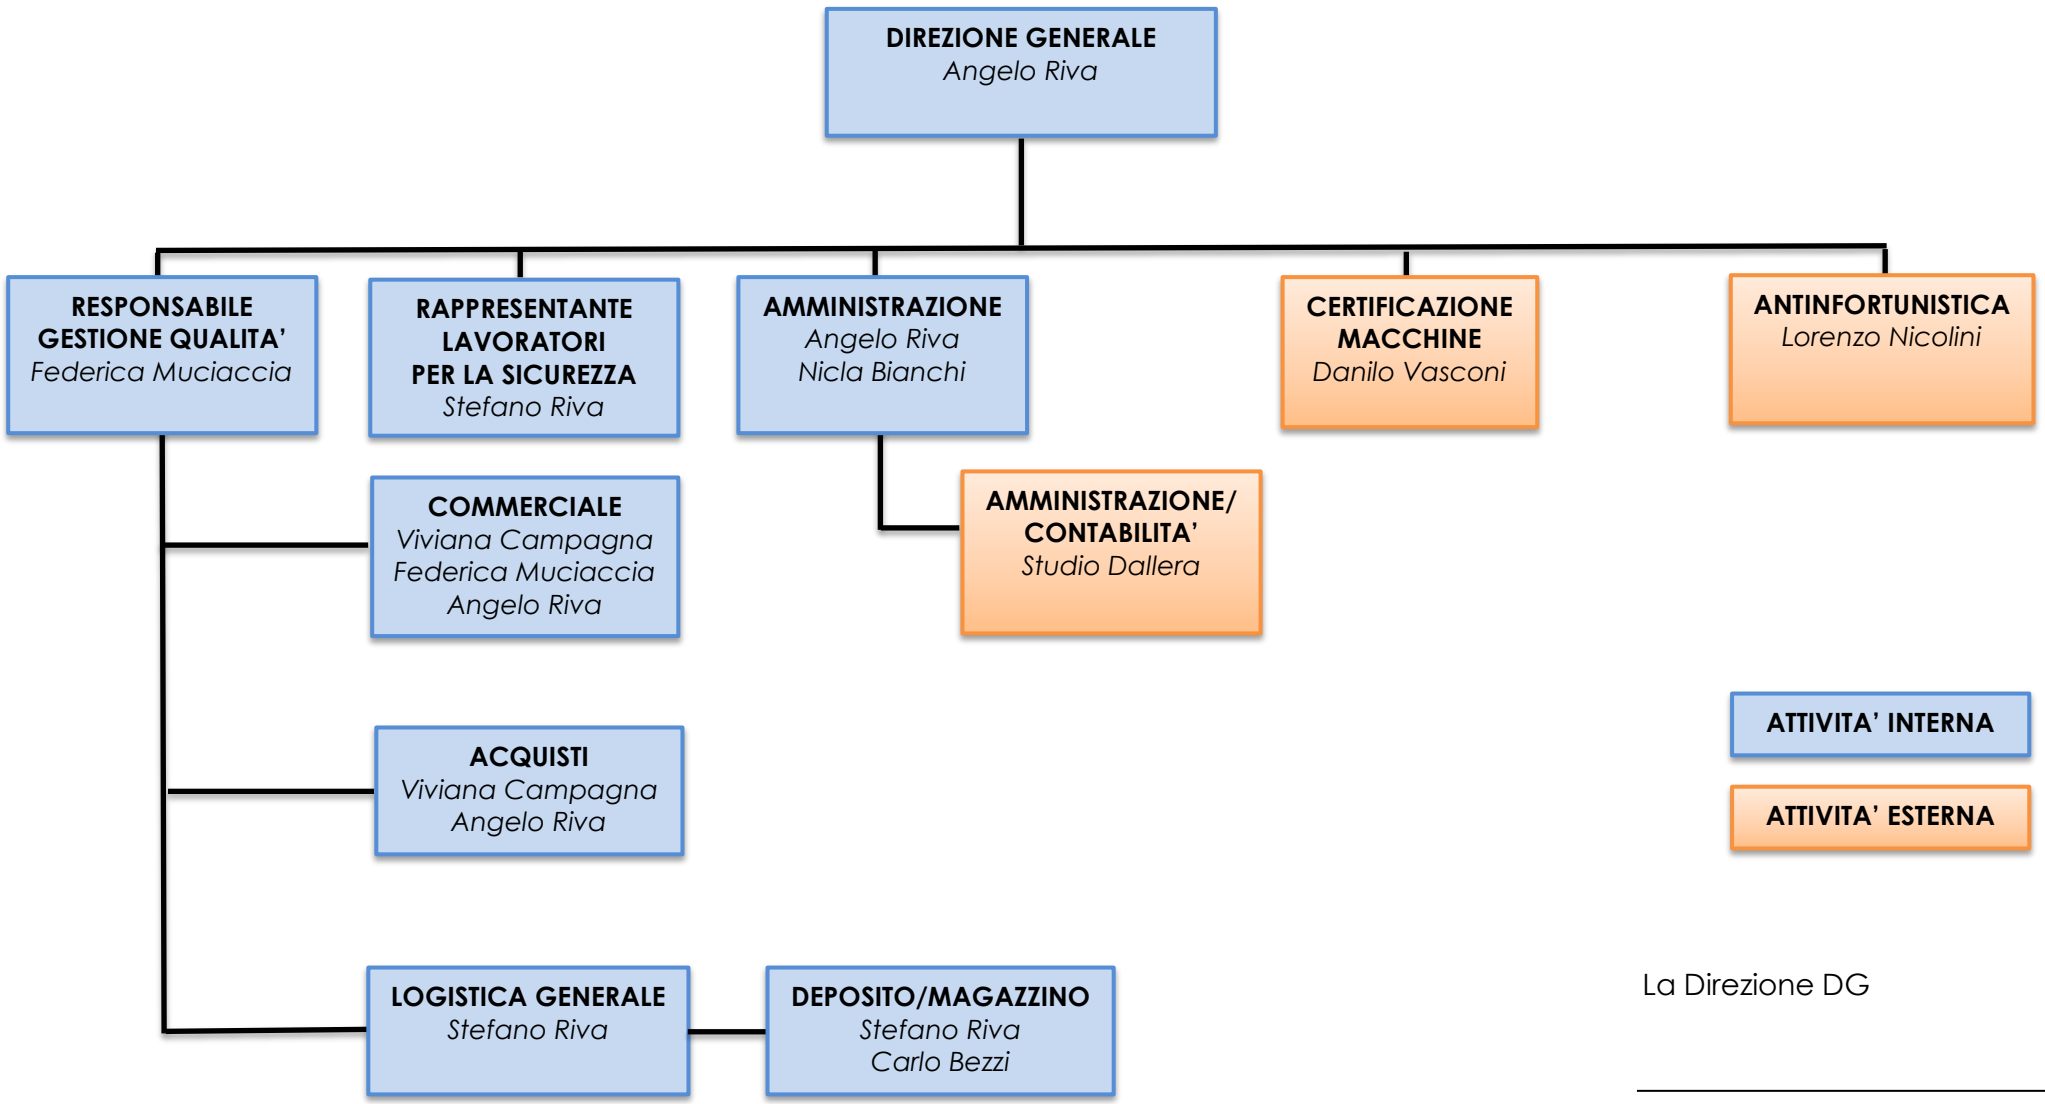 DIREZIONE GENERALE
Angelo Riva
RESPONSABILE
GESTIONE QUALITA’
Federica Muciaccia
RAPPRESENTANTE
LAVORATORI
PER LA SICUREZZA
Stefano Riva
AMMINISTRAZIONE
Angelo Riva
Nicla Bianchi
CERTIFICAZIONE
MACCHINE
Danilo Vasconi
ANTINFORTUNISTICA
Lorenzo Nicolini
COMMERCIALE
Viviana Campagna
Federica Muciaccia
Angelo Riva
AMMINISTRAZIONE/
CONTABILITA’
Studio Dallera
ACQUISTI
Viviana Campagna
Angelo Riva
ATTIVITA’ INTERNA
ATTIVITA’ ESTERNA
LOGISTICA GENERALE
Stefano Riva
DEPOSITO/MAGAZZINO
Stefano Riva
Carlo Bezzi
La Direzione DG